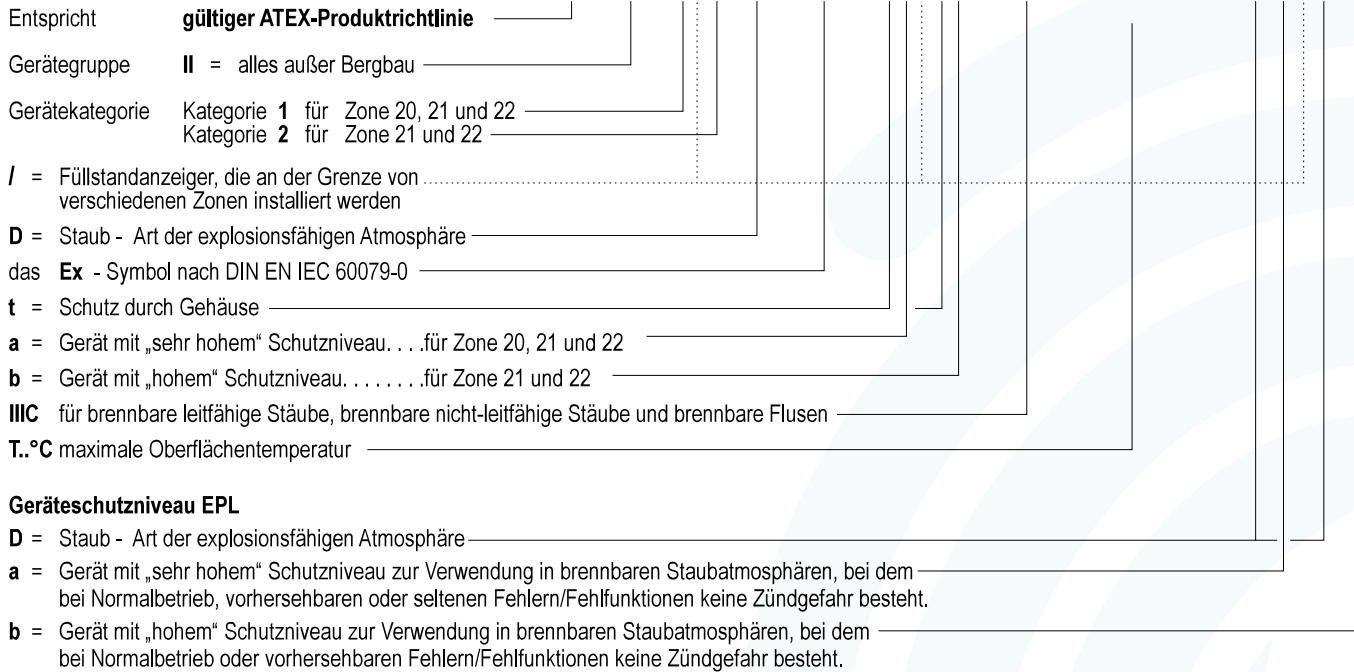 Entspricht gültiger ATEX-Produktrichtlinie
Gerätegruppe II = alles außer Bergbau
Gerätekategorie Kategorie 1 für Zone 20, 21 und 22
Kategorie 2 für Zone 21 und 22
/ = Füllstandanzeiger, die an der Grenze von
verschiedenen Zonen installiert werden
D = Staub - Art der explosionsfähigen Atmosphäre
das Ex - Symbol nach DIN EN IEC 60079-0
t = Schutz durch Gehäuse
a = Gerät mit „sehr hohem“ Schutzniveau. . . .für Zone 20, 21 und 22
b = Gerät mit „hohem“ Schutzniveau. . . . . . . .für Zone 21 und 22
IIIC für brennbare leitfähige Stäube, brennbare nicht-leitfähige Stäube und brennbare Flusen
T..°C maximale Oberflächentemperatur
Geräteschutzniveau EPL
D = Staub - Art der explosionsfähigen Atmosphäre
a = Gerät mit „sehr hohem“ Schutzniveau zur Verwendung in brennbaren Staubatmosphären, bei dem
bei Normalbetrieb, vorhersehbaren oder seltenen Fehlern/Fehlfunktionen keine Zündgefahr besteht.
b = Gerät mit „hohem“ Schutzniveau zur Verwendung in brennbaren Staubatmosphären, bei dem
bei Normalbetrieb oder vorhersehbaren Fehlern/Fehlfunktionen keine Zündgefahr besteht.